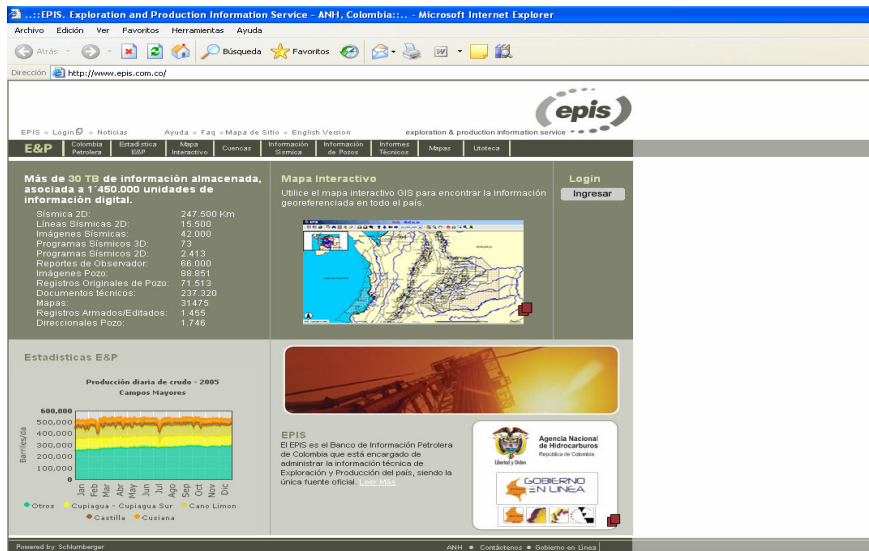 ..::EPIS. Exploration and Production Information Service - ANH, Colombia::.. - Microsoft Internet Explorer
Archivo Edición Ver Favoritos Herramientas Ayuda
Atrás Búsqueda Favoritos
Dirección http://www.epis.com.co/
epis
EPIS Login Noticias Ayuda Faq Mapa de Sitio English Version
exploration & production information service
E&P
Colombia Petrolera
Estadística E&P
Mapa Interactivo
Cuencas
Información Sísmica
Información de Pozos
Informes Técnicos
Mapas
Litoteca
Más de 30 TB de información almacenada,
asociada a 1´450.000 unidades de
información digital.
Sísmica 2D: 247.500 Km
Líneas Sísmicas 2D: 15.500
Imágenes Sísmicas: 42.000
Programas Sísmicos 3D: 73
Programas Sísmicos 2D: 2.413
Reportes de Observador: 66.000
Imágenes Pozo: 88.851
Registros Originales de Pozo: 71.513
Documentos técnicos: 237.320
Mapas: 31475
Registros Armados/Editados: 1.455
Direccionales Pozo: 1.746
Mapa Interactivo
Utilice el mapa interactivo GIS para encontrar la información
georeferenciada en todo el país.
Login
Ingresar
Estadísticas E&P
Producción diaria de crudo - 2005
Campos Mayores
Barriles/da
600,000
500,000
400,000
300,000
200,000
100,000
0
Jan Feb Mar Abr May Jun Jul Ago Sep Oct Nov Dic
Otros Cupiagua - Cupiagua Sur Cano Limon
Castilla Cusiana
EPIS
El EPIS es el Banco de Información Petrolera
de Colombia que está encargado de
administrar la información técnica de
Exploración y Producción del país, siendo la
única fuente oficial. Leer Más
Libertad y Orden
Agencia Nacional
de Hidrocarburos
República de Colombia
GOBIERNO
EN LINEA
Powered by Schlumberger
ANH Contáctenos Gobierno en Línea